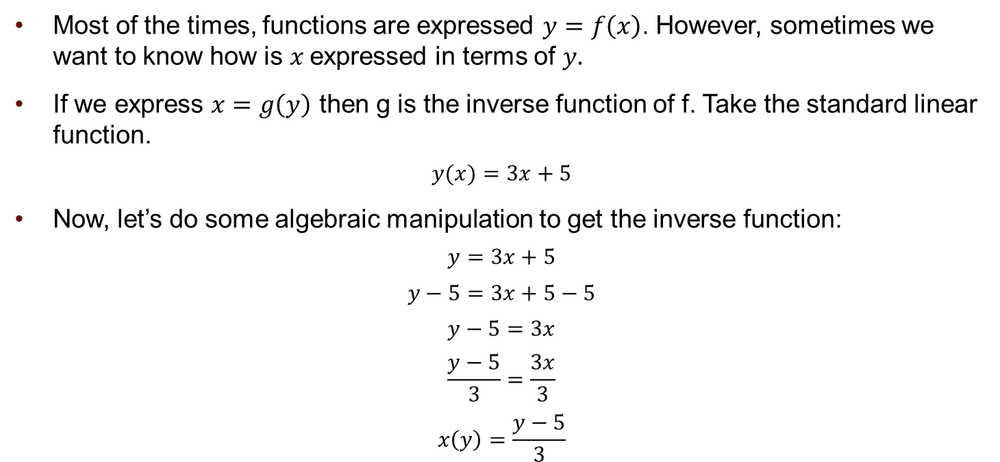 • Most of the times, functions are expressed y = f(x). However, sometimes we
want to know how is x expressed in terms of y.
• If we express x = g(y) then g is the inverse function of f. Take the standard linear
function.
y(x) = 3x + 5
• Now, let’s do some algebraic manipulation to get the inverse function:
y = 3x + 5
y − 5 = 3x + 5 − 5
y − 5 = 3x
(y − 5)/3 = 3x/3
x(y) = (y − 5)/3